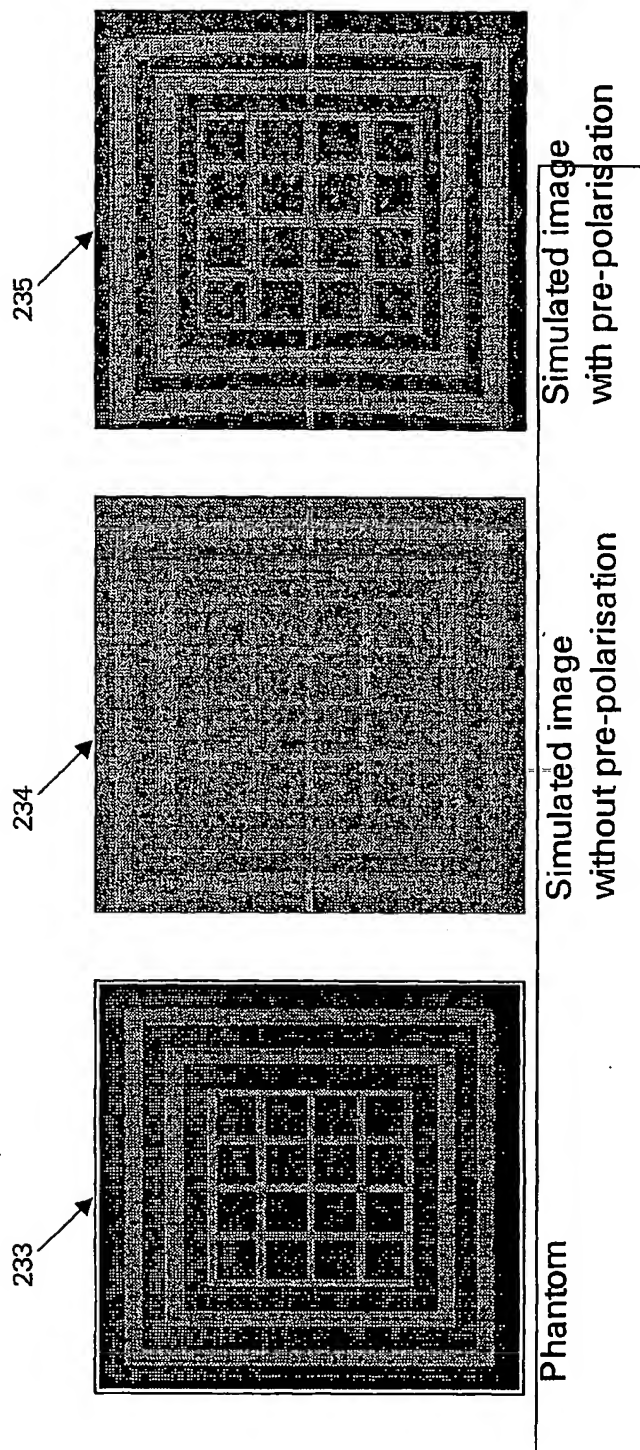 233
234
235
Phantom
Simulated image
without pre-polarisation
Simulated image
with pre-polarisation